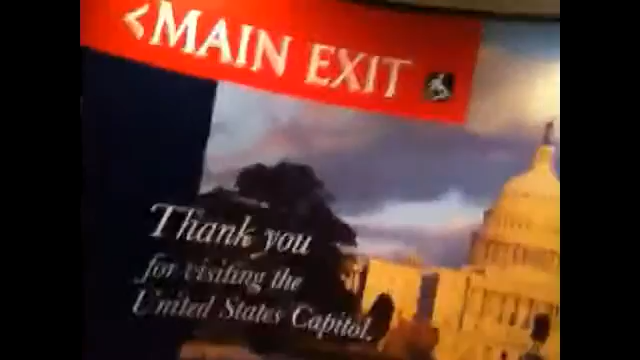 <MAIN EXIT
Thank you
for visiting the
United States Capitol.